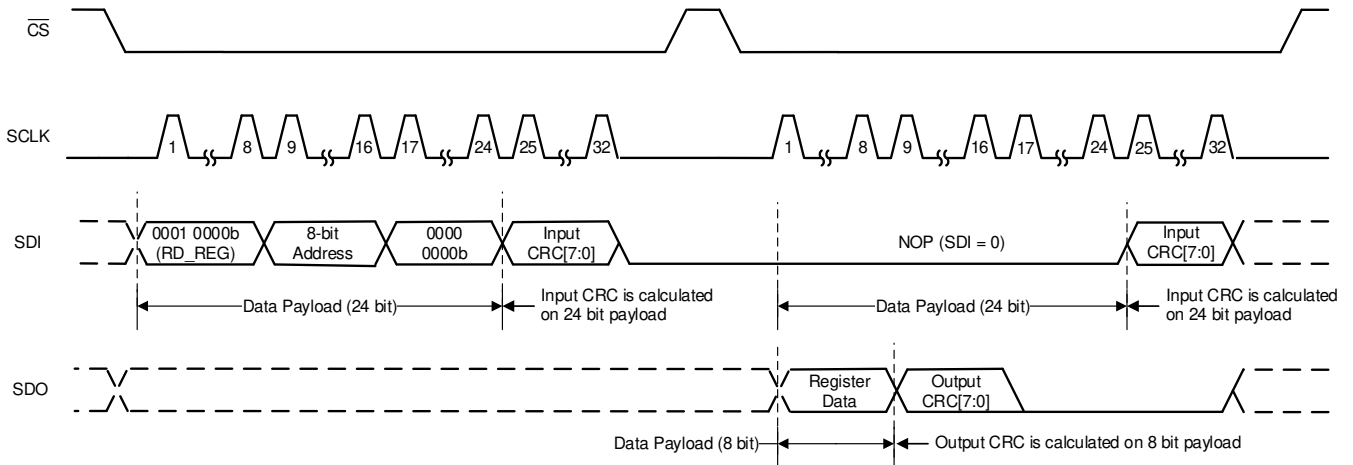 CS
SCLK
1 8 9 16 17 24 25 32 1 8 9 16 17 24 25 32
SDI
0001 0000b
(RD_REG)
8-bit
Address
0000
0000b
Input
CRC[7:0]
NOP (SDI = 0)
Input
CRC[7:0]
Data Payload (24 bit)
Input CRC is calculated
on 24 bit payload
Data Payload (24 bit)
Input CRC is calculated
on 24 bit payload
SDO
Register
Data
Output
CRC[7:0]
Data Payload (8 bit)
Output CRC is calculated on 8 bit payload